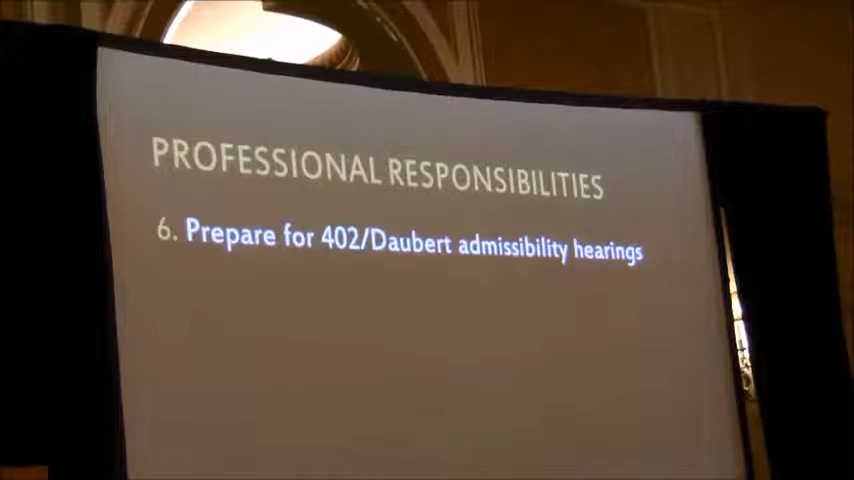 PROFESSIONAL RESPONSIBILITIES
6. Prepare for 402/Daubert admissibility hearings